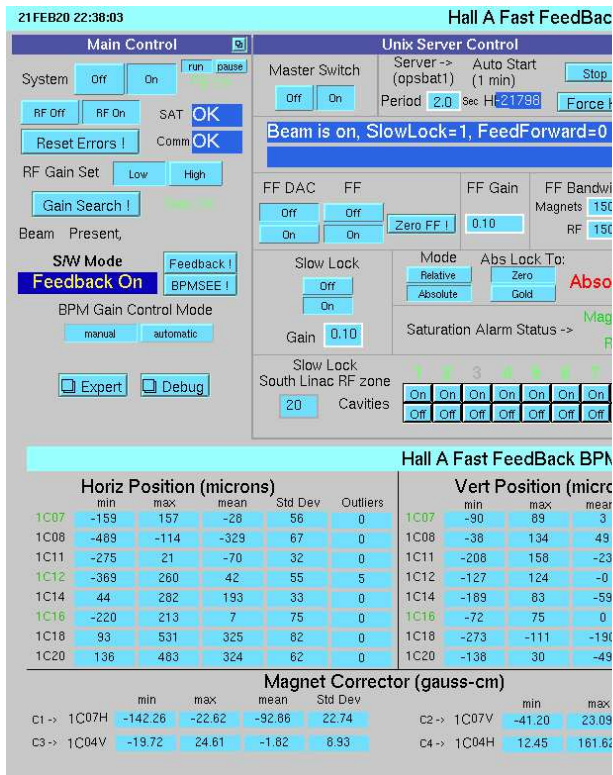 21 FEB20 22:38:03
Hall A Fast FeedBac
Main Control
Unix Server Control
System Off On run pause
RF Off RF On SAT OK
Reset Errors ! Comm OK
RF Gain Set Low High
Gain Search !
Beam Present,
S/W Mode Feedback !
Feedback On BPMSEE !
BPM Gain Control Mode
manual automatic
Expert Debug
Master Switch Server -> Auto Start
(opsbat1) (1 min) Stop
Off On Period 2.0 Sec HB -21798 Force H
Beam is on, SlowLock=1, FeedForward=0
FF DAC FF FF Gain FF Bandwi
Off Off Magnets 150
On On Zero FF ! 0.10 RF 150
Slow Lock Mode Abs Lock To:
Off Relative Zero Abso
On Absolute Gold
Gain 0.10 Saturation Alarm Status -> Mag
R
Slow Lock
South Linac RF zone 1 2 3 4 5 6 7
20 Cavities On On On On On On On
Off Off Off Off Off Off Off
Hall A Fast FeedBack BPM
Horiz Position (microns) Vert Position (micro
min max mean Std Dev Outliers min max mean
1C07 -159 157 -28 56 0 1C07 -90 89 3
1C08 -489 -114 -329 67 0 1C08 -38 134 49
1C11 -275 21 -70 32 0 1C11 -208 158 -23
1C12 -369 260 42 55 5 1C12 -127 124 -0
1C14 44 282 193 33 0 1C14 -189 83 -59
1C16 -220 213 7 75 0 1C16 -72 75 0
1C18 93 531 325 82 0 1C18 -273 -111 -190
1C20 136 483 324 62 0 1C20 -138 30 -49
Magnet Corrector (gauss-cm)
min max mean Std Dev min max
C1-> 1C07H -142.26 -22.62 -92.86 22.74 C2-> 1C07V -41.20 23.09
C3-> 1C04V -19.72 24.61 -1.82 8.93 C4-> 1C04H 12.45 161.62